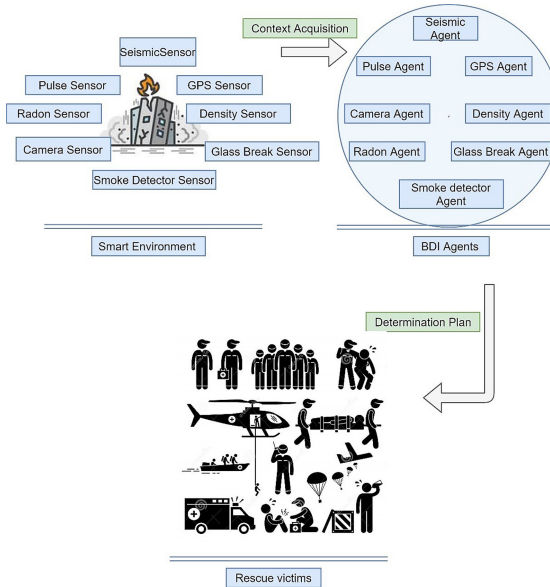 SeismicSensor
Pulse Sensor
GPS Sensor
Radon Sensor
Density Sensor
Camera Sensor
Glass Break Sensor
Smoke Detector Sensor
Smart Environment
Context Acquisition
Seismic
Agent
Pulse Agent
GPS Agent
Camera Agent
Density Agent
Radon Agent
Glass Break Agent
Smoke detector
Agent
BDI Agents
Determination Plan
Rescue victims